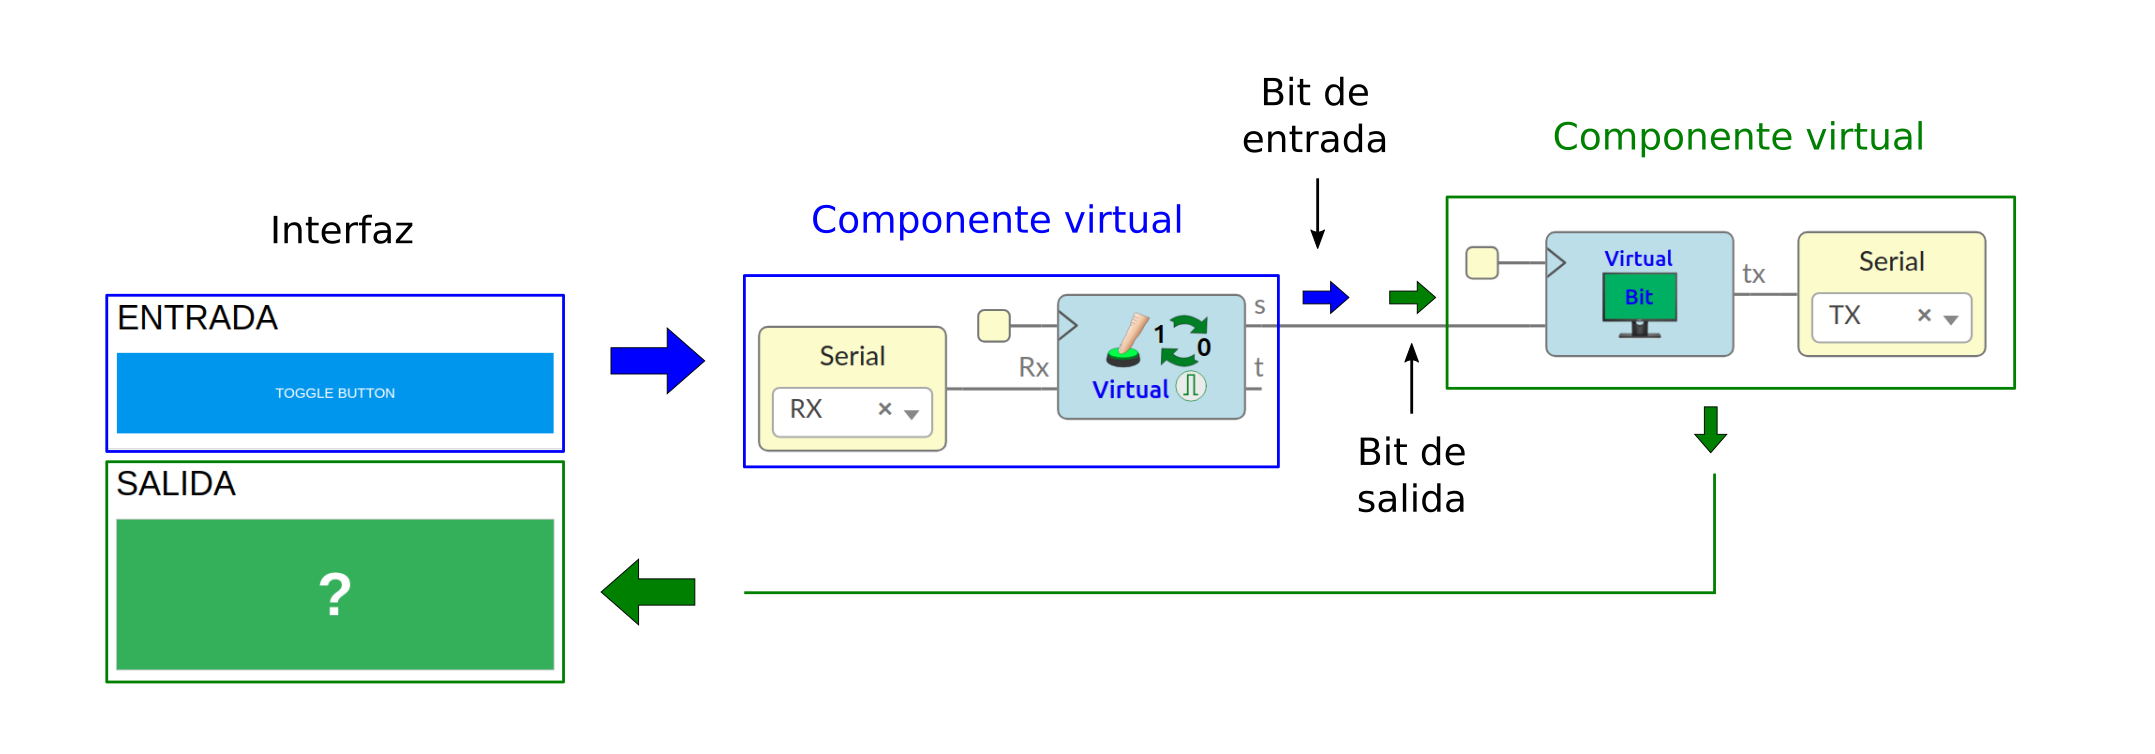 Bit de
entrada
Componente virtual
Componente virtual
Interfaz
ENTRADA
TOGGLE BUTTON
SALIDA
?
Serial
RX ×
Rx
1
0
Virtual
s
t
Virtual
Bit
tx
Serial
TX ×
Bit de
salida